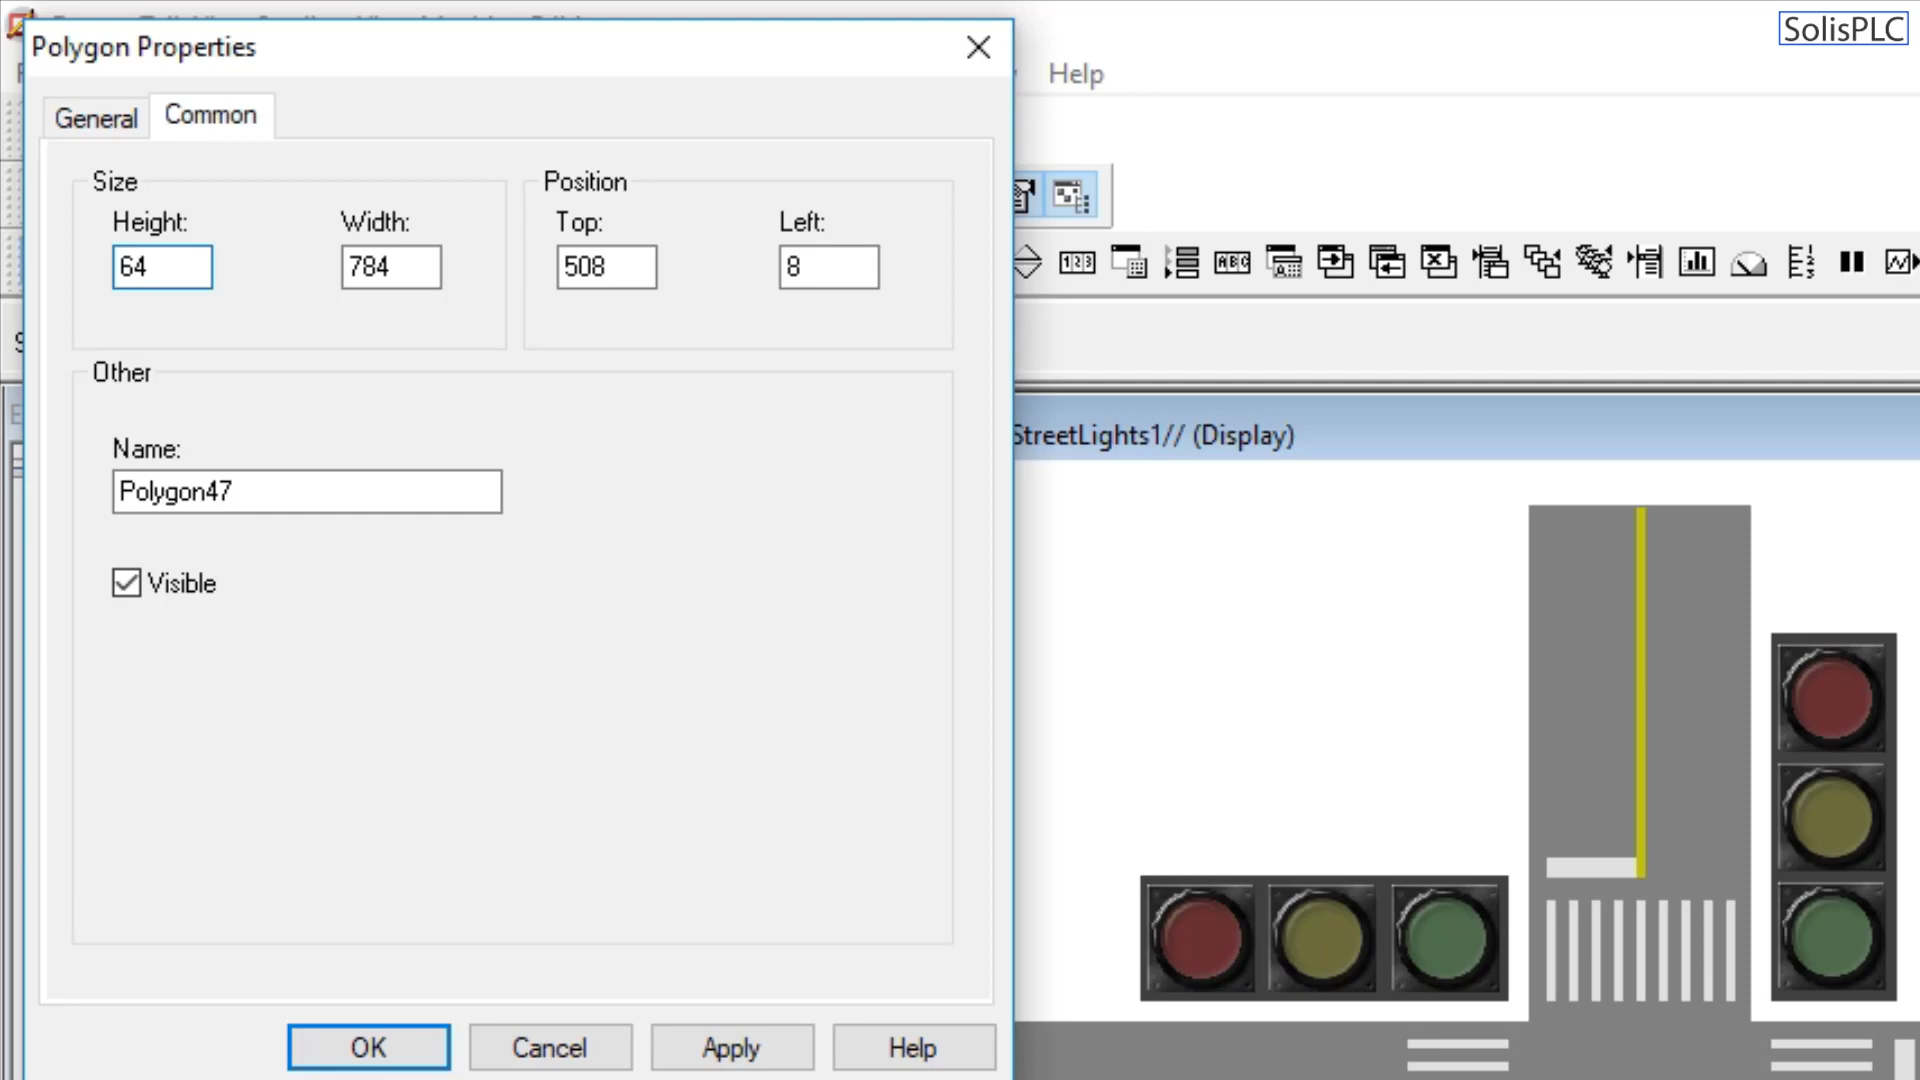 SolisPLC
Polygon Properties
Help
General
Common
Size
Position
Height:
Width:
Top:
Left:
64
784
508
8
Other
StreetLights1// (Display)
Name:
Polygon47
Visible
OK
Cancel
Apply
Help